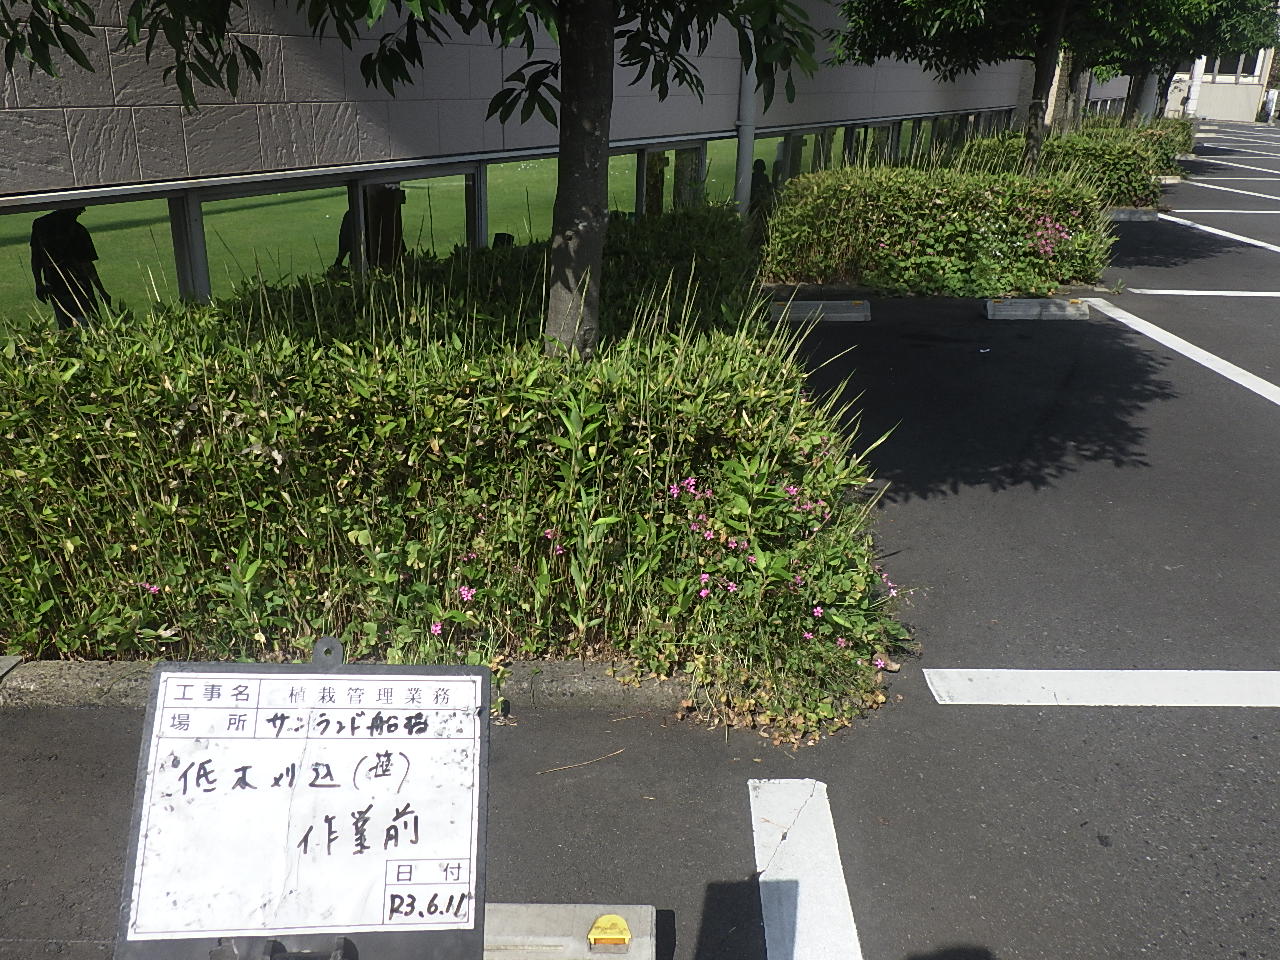 工事名 植栽管理業務
場所 サンランド船橋
低木刈込(笹)
作業前
日付
R3.6.11